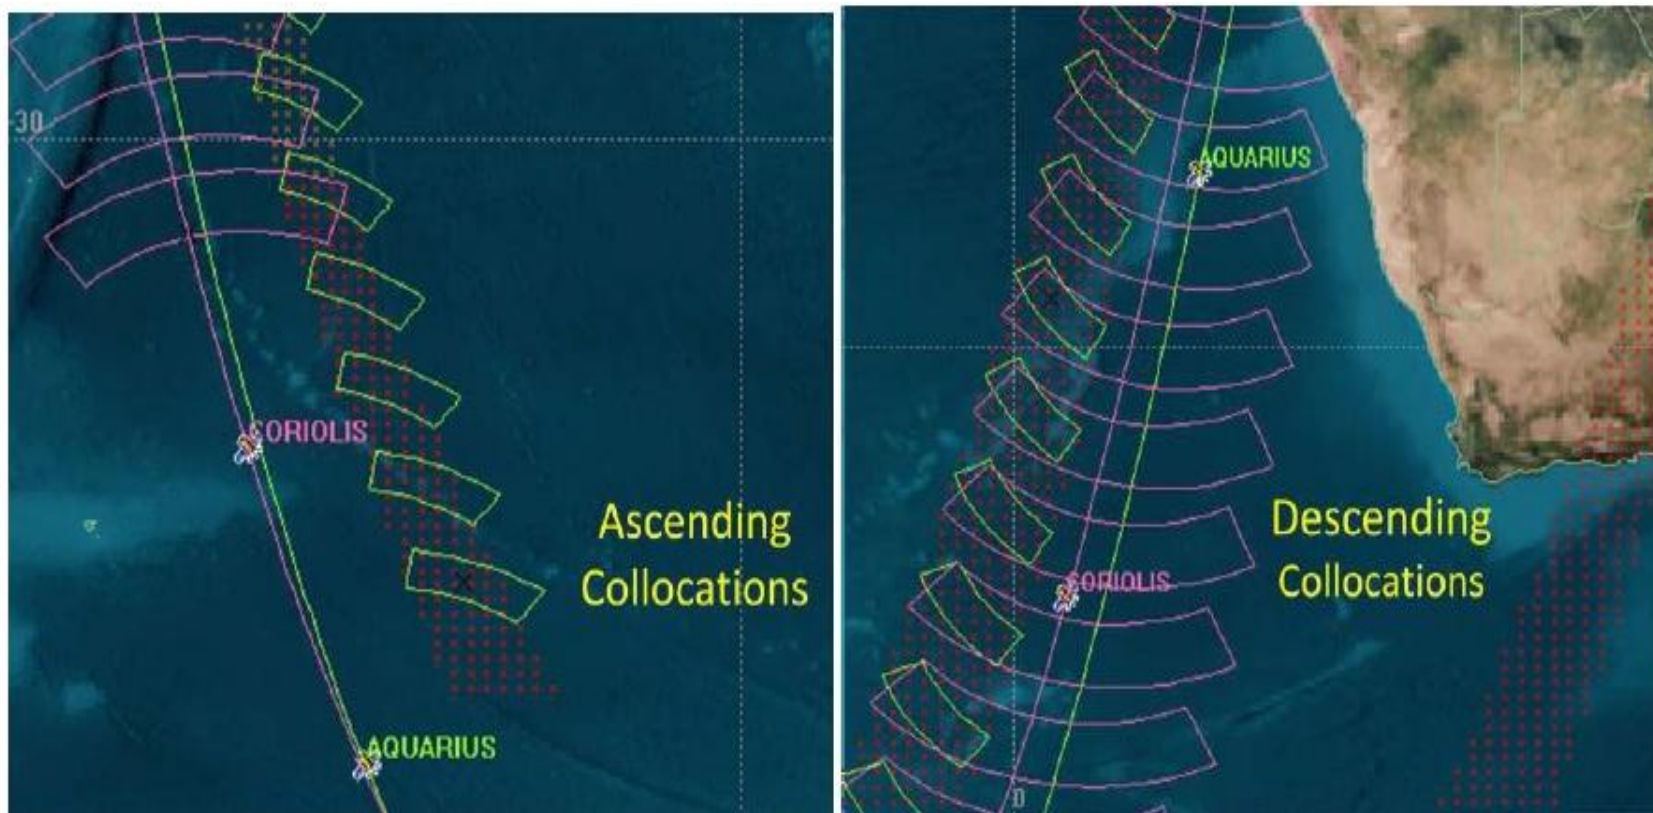 -30
CORIOLIS
Ascending
Collocations
AQUARIUS
AQUARIUS
Descending
Collocations
CORIOLIS
0